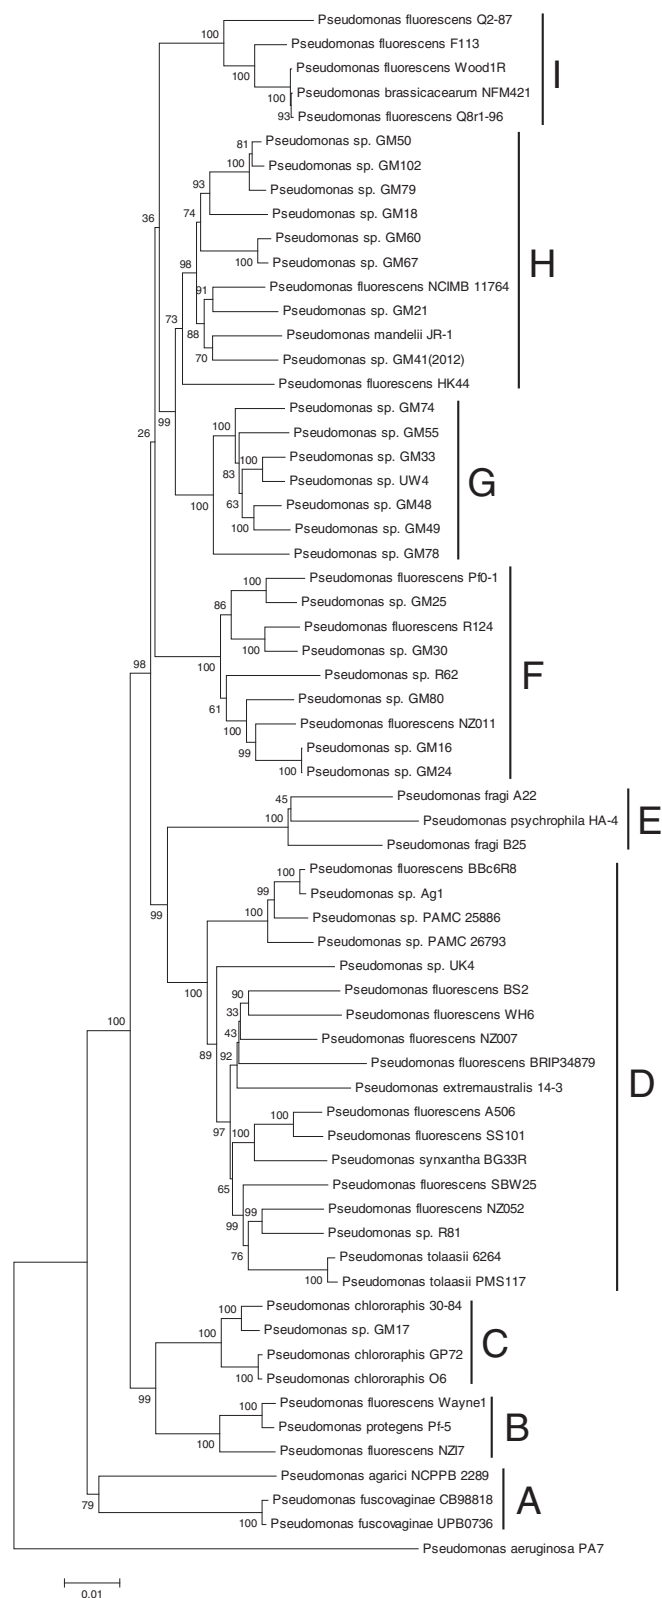 Pseudomonas fluorescens Q2-87
100
Pseudomonas fluorescens F113
Pseudomonas fluorescens Wood1R
100
I
Pseudomonas brassicacearum NFM421
100
Pseudomonas fluorescens Q8r1-96
93
Pseudomonas sp. GM50
81
Pseudomonas sp. GM102
100
Pseudomonas sp. GM79
93
Pseudomonas sp. GM18
74
36
Pseudomonas sp. GM60
Pseudomonas sp. GM67
100
H
98
Pseudomonas fluorescens NCIMB 11764
91
Pseudomonas sp. GM21
73
88
Pseudomonas mandelii JR-1
Pseudomonas sp. GM41(2012)
70
Pseudomonas fluorescens HK44
Pseudomonas sp. GM74
99
100
26
Pseudomonas sp. GM55
Pseudomonas sp. GM33
100
83
Pseudomonas sp. UW4
G
63
Pseudomonas sp. GM48
100
Pseudomonas sp. GM49
100
Pseudomonas sp. GM78
Pseudomonas fluorescens Pf0-1
100
Pseudomonas sp. GM25
86
Pseudomonas fluorescens R124
100
Pseudomonas sp. GM30
98
100
Pseudomonas sp. R62
F
Pseudomonas sp. GM80
61
Pseudomonas fluorescens NZ011
100
Pseudomonas sp. GM16
99
Pseudomonas sp. GM24
100
Pseudomonas fragi A22
45
100
Pseudomonas psychrophila HA-4
E
Pseudomonas fragi B25
Pseudomonas fluorescens BBc6R8
100
Pseudomonas sp. Ag1
99
Pseudomonas sp. PAMC 25886
99
100
Pseudomonas sp. PAMC 26793
Pseudomonas sp. UK4
100
Pseudomonas fluorescens BS2
90
Pseudomonas fluorescens WH6
33
100
Pseudomonas fluorescens NZ007
43
89
92
Pseudomonas fluorescens BRIP34879
D
Pseudomonas extremaustralis 14-3
Pseudomonas fluorescens A506
100
97
100
Pseudomonas fluorescens SS101
Pseudomonas synxantha BG33R
65
Pseudomonas fluorescens SBW25
99
99
Pseudomonas fluorescens NZ052
Pseudomonas sp. R81
76
Pseudomonas tolaasii 6264
100
Pseudomonas tolaasii PMS117
Pseudomonas chlororaphis 30-84
100
Pseudomonas sp. GM17
100
C
Pseudomonas chlororaphis GP72
100
Pseudomonas chlororaphis O6
99
Pseudomonas fluorescens Wayne1
100
Pseudomonas protegens Pf-5
B
100
Pseudomonas fluorescens NZI7
Pseudomonas agarici NCPPB 2289
79
Pseudomonas fuscovaginae CB98818
A
100
Pseudomonas fuscovaginae UPB0736
Pseudomonas aeruginosa PA7
0.01